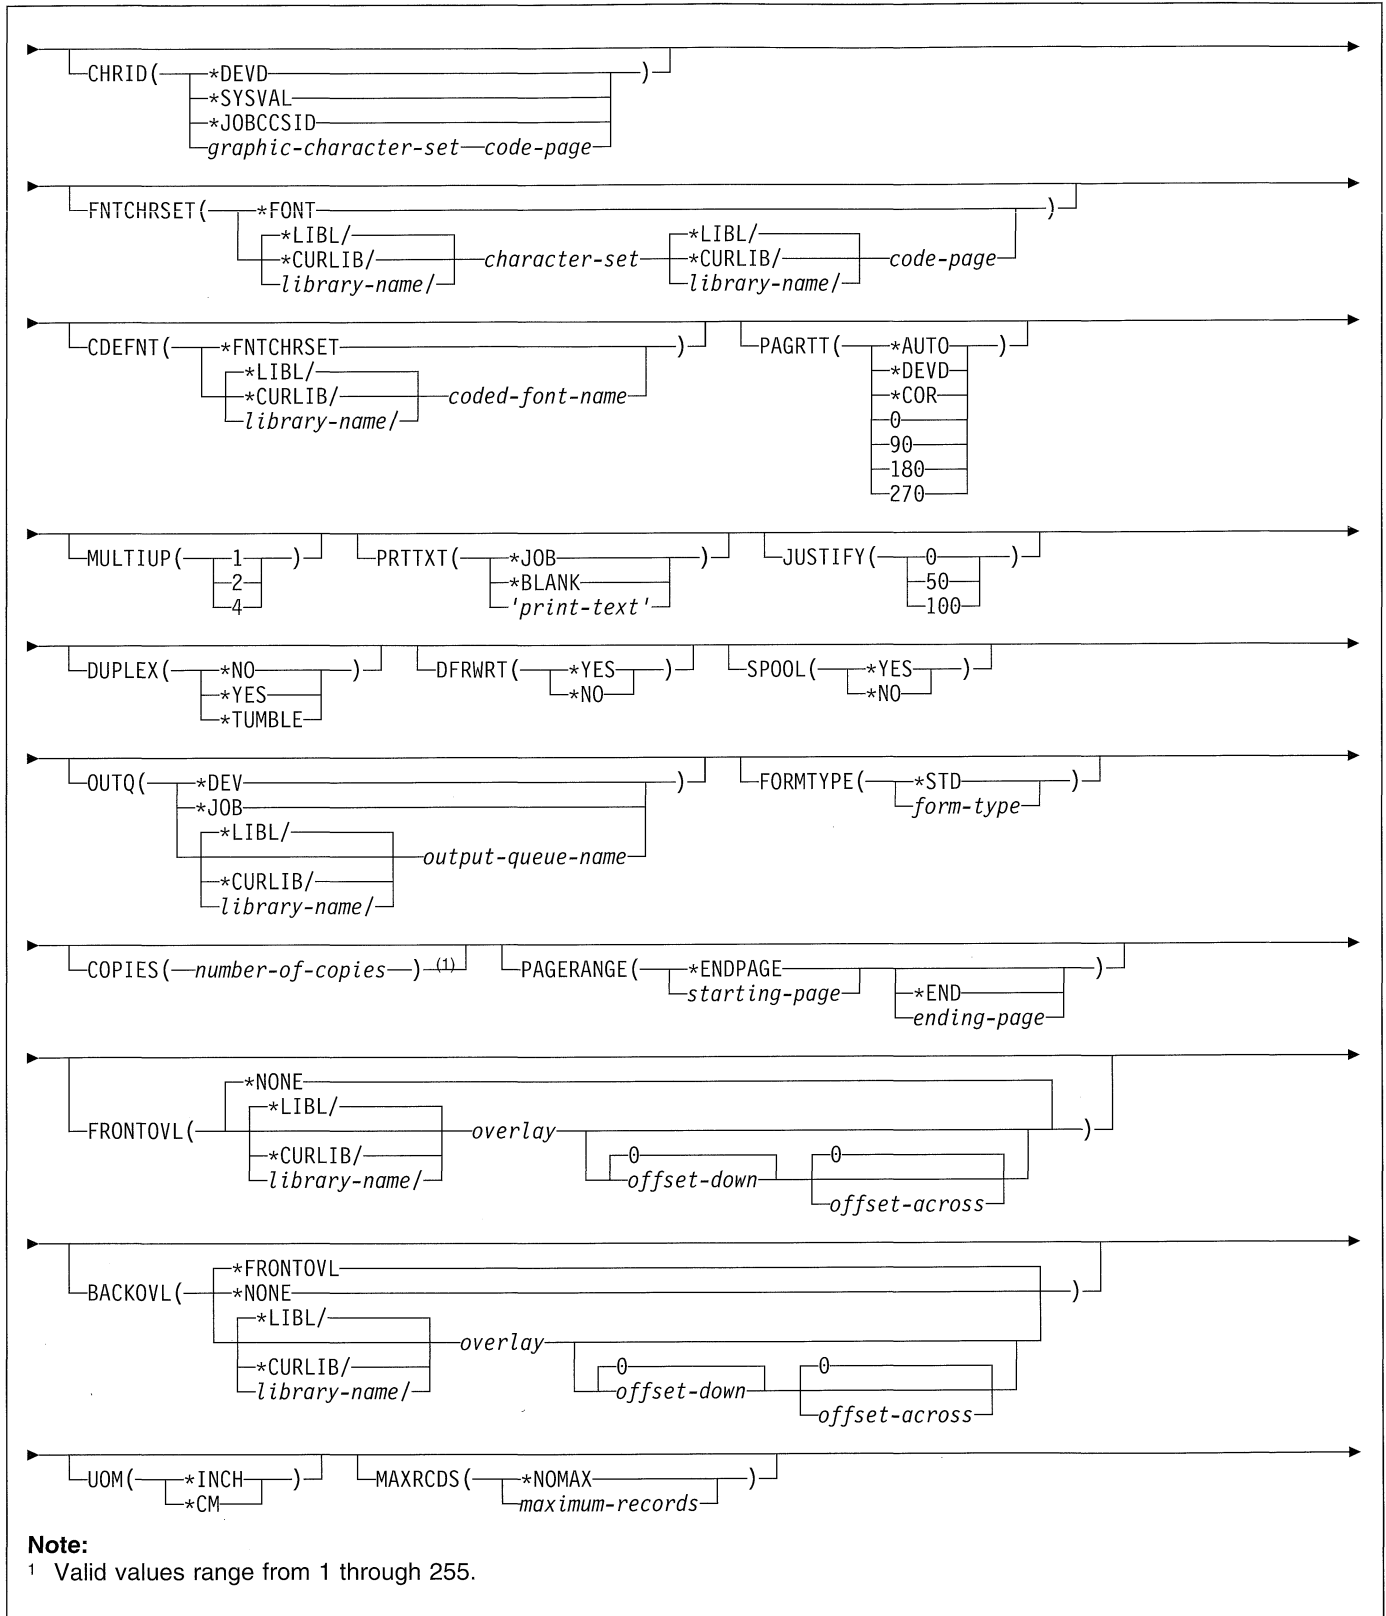 CHRID( *DEVD )
*SYSVAL
*JOBCCSID
graphic-character-set code-page
FNTCHRSET( *FONT )
*LIBL/ *LIBL/
*CURLIB/ character-set *CURLIB/ code-page
library-name/ library-name/
CDEFNT( *FNTCHRSET ) PAGRTT( *AUTO )
*LIBL/ *DEVD
*CURLIB/ coded-font-name *COR
library-name/ 0
90
180
270
MULTIUP( 1 ) PRTTXT( *JOB ) JUSTIFY( 0 )
2 *BLANK 50
4 'print-text' 100
DUPLEX( *NO ) DFRWRT( *YES ) SPOOL( *YES )
*YES *NO *NO
*TUMBLE
OUTQ( *DEV ) FORMTYPE( *STD )
*JOB form-type
*LIBL/
output-queue-name
*CURLIB/
library-name/
COPIES( number-of-copies ) (1) PAGERANGE( *ENDPAGE )
starting-page *END
ending-page
*NONE
*LIBL/
FRONTOVL( overlay )
*CURLIB/ 0 0
library-name/ offset-down
offset-across
*FRONTOVL
BACKOVL( *NONE )
*LIBL/
overlay
*CURLIB/ 0 0
library-name/ offset-down
offset-across
UOM( *INCH ) MAXRCDS( *NOMAX )
*CM maximum-records
Note:
1 Valid values range from 1 through 255.